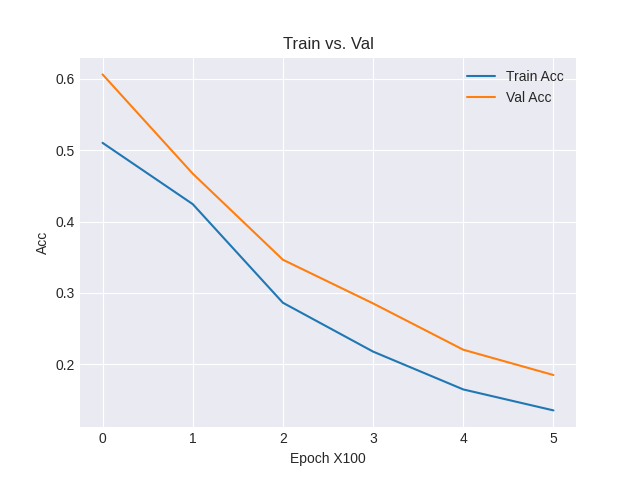 Train vs. Val
Train Acc
Val Acc
0.6
0.5
0.4
0.3
0.2
Acc
0 1 2 3 4 5
Epoch X100